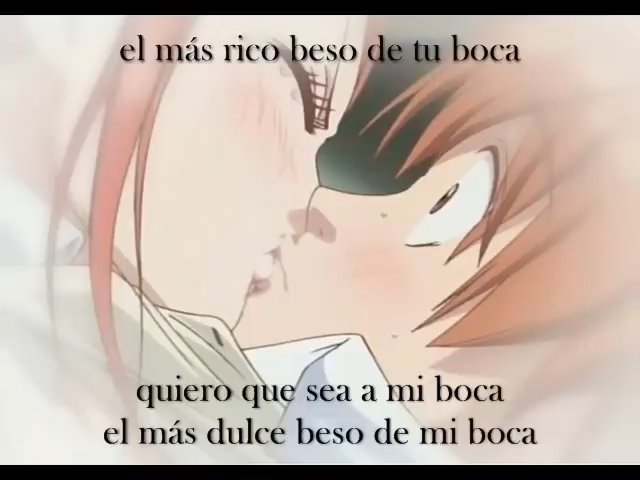 el más rico beso de tu boca
quiero que sea a mi boca
el más dulce beso de mi boca